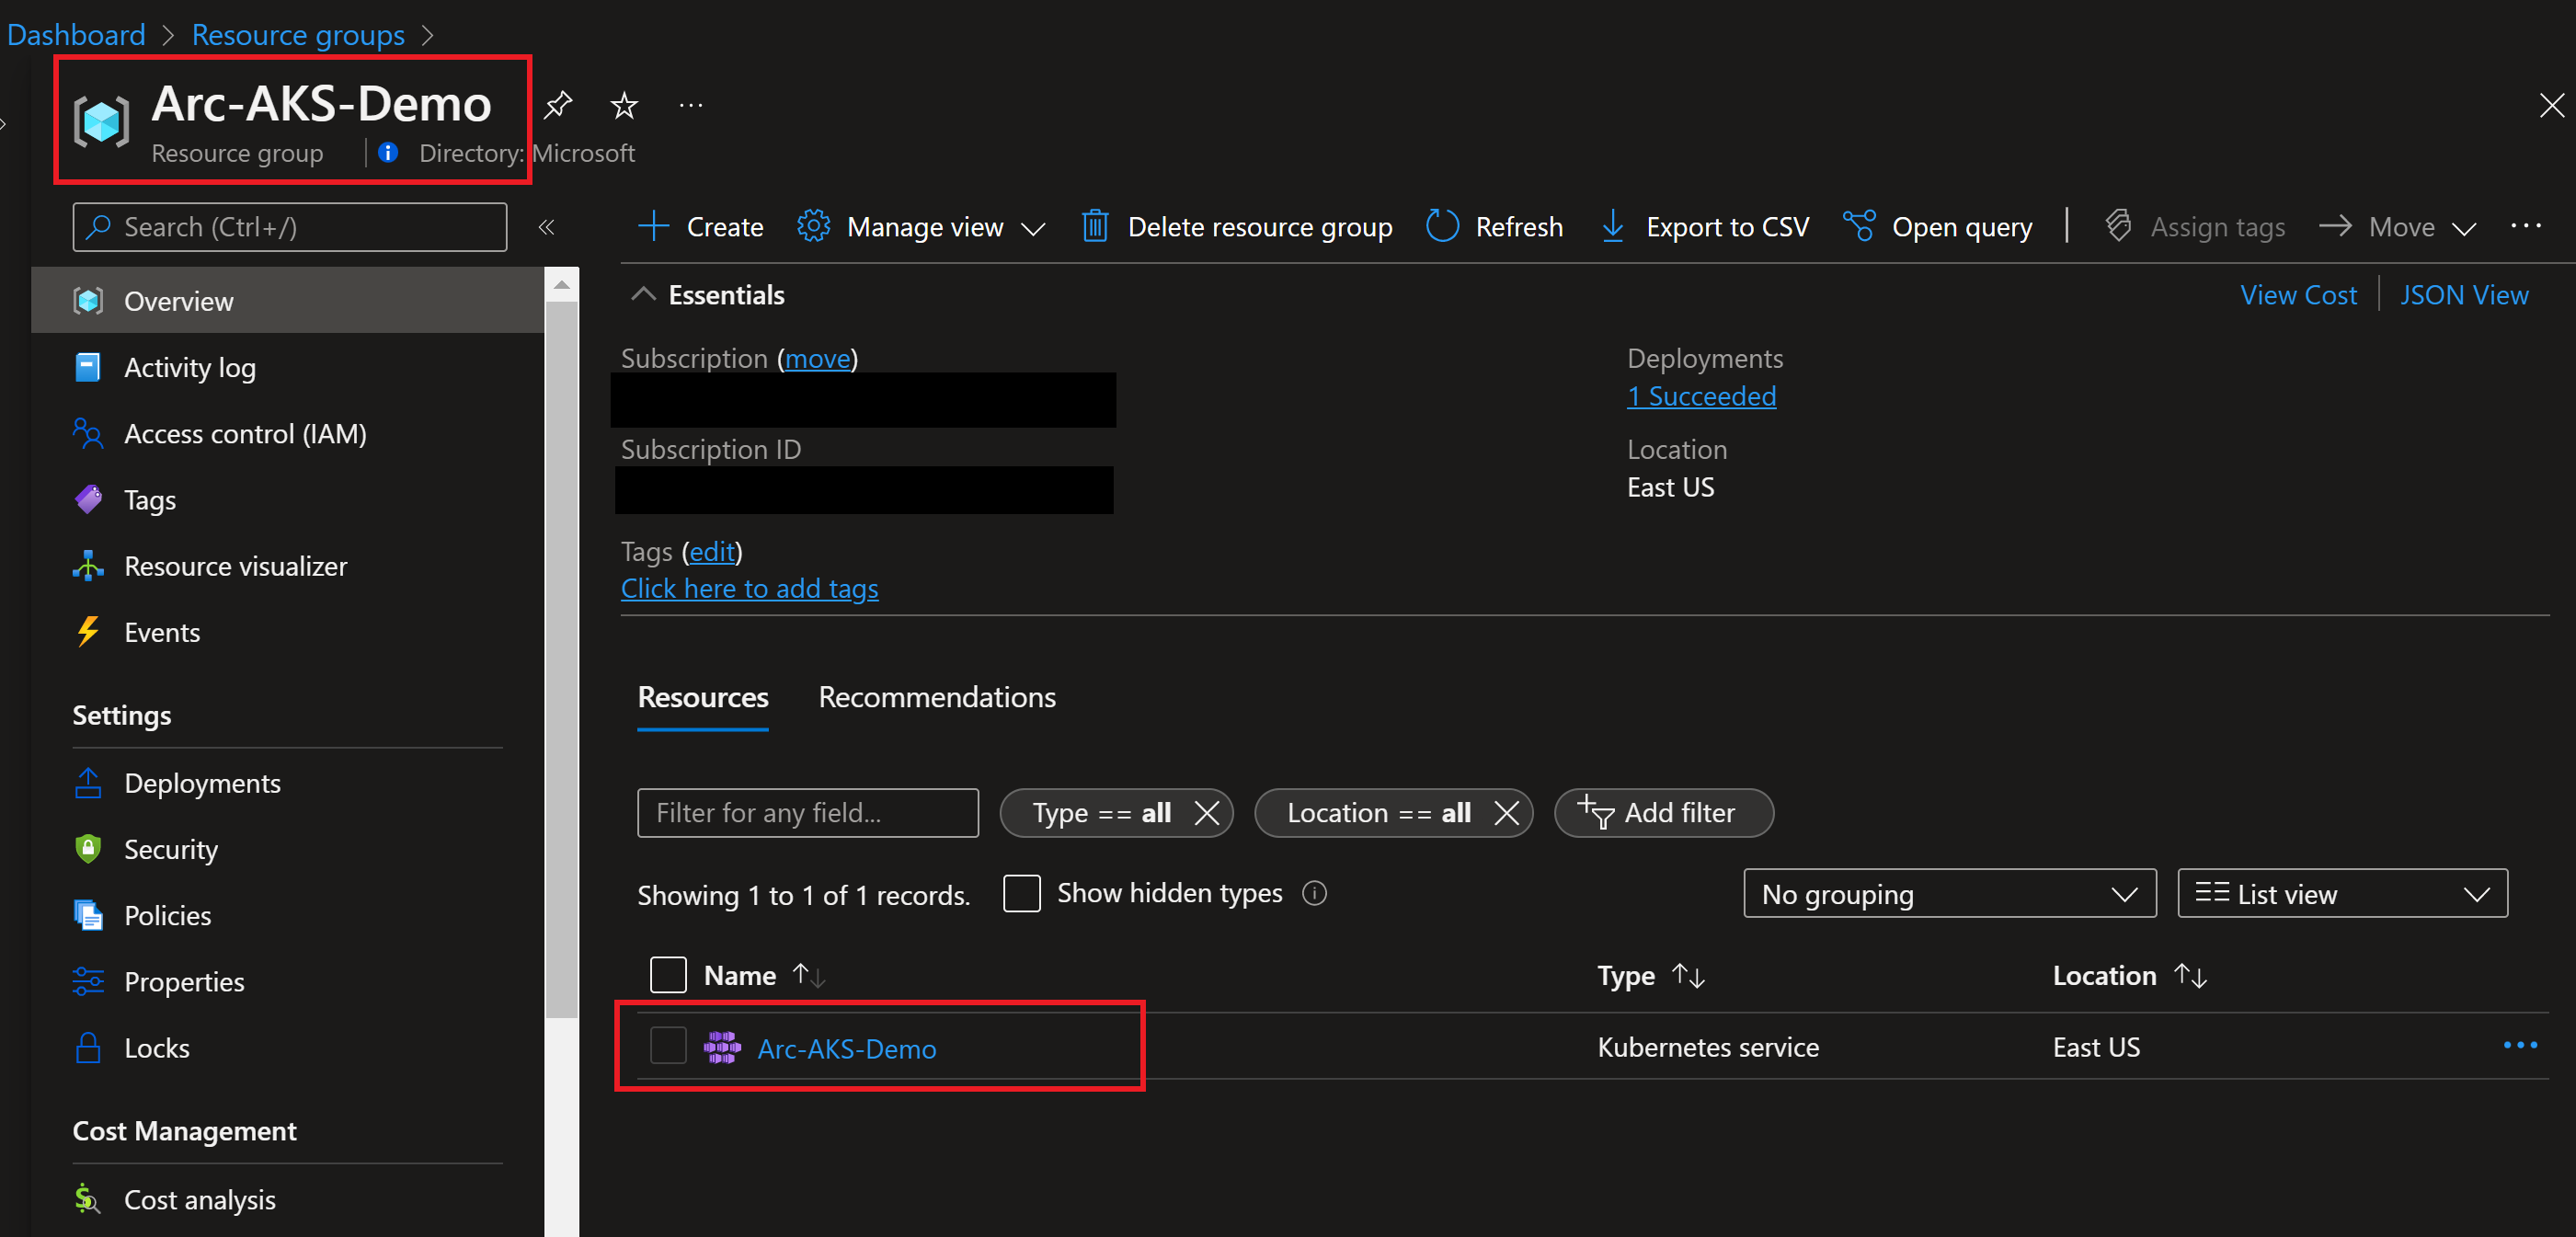 Dashboard > Resource groups >
Arc-AKS-Demo
Resource group | Directory: Microsoft
Search (Ctrl+/)
Overview
Activity log
Access control (IAM)
Tags
Resource visualizer
Events
Settings
Deployments
Security
Policies
Properties
Locks
Cost Management
Cost analysis
Create Manage view Delete resource group Refresh Export to CSV Open query Assign tags Move
Essentials
View Cost JSON View
Subscription (move)
Subscription ID
Tags (edit)
Click here to add tags
Deployments
1 Succeeded
Location
East US
Resources Recommendations
Filter for any field... Type == all Location == all Add filter
Showing 1 to 1 of 1 records. Show hidden types No grouping List view
Name Type Location
Arc-AKS-Demo Kubernetes service East US